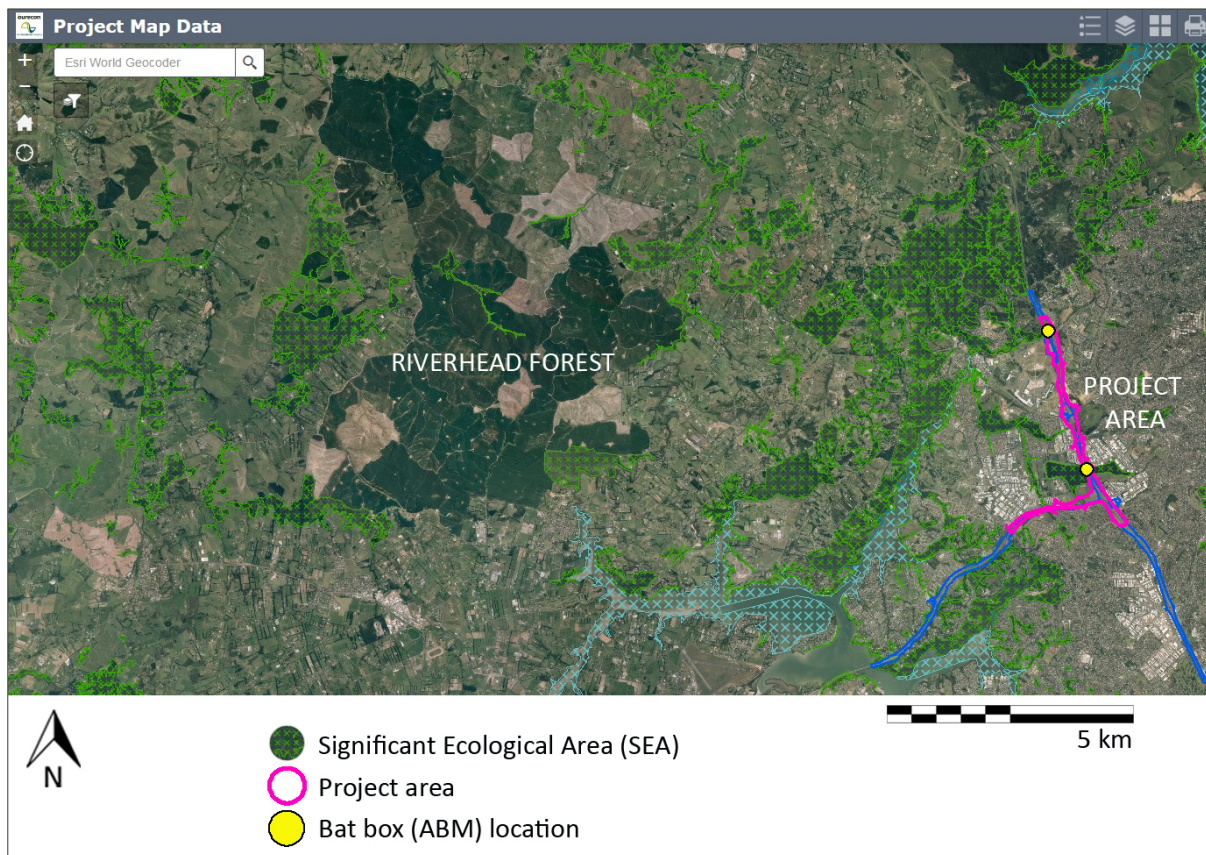 aurecon
Project Map Data
+
−
Esri World Geocoder
RIVERHEAD FOREST
PROJECT
AREA
5 km
N
Significant Ecological Area (SEA)
Project area
Bat box (ABM) location